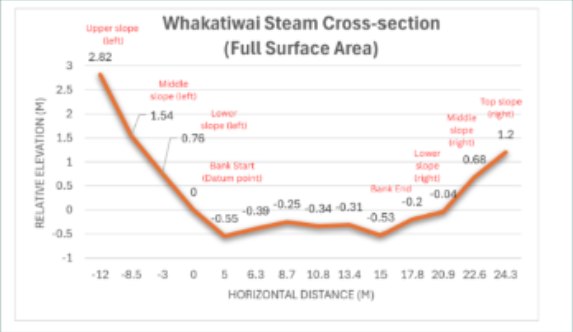 Whakatiwai Steam Cross-section
(Full Surface Area)
Upper slope
(left)
2.82
Middle
slope (left)
1.54
Lower
slope (left)
0.76
Bank Start
(Datum point)
0
-0.55
-0.39
-0.25
-0.34
-0.31
Bank End
-0.53
-0.2
Lower
slope
(right)
-0.04
Middle
slope
(right)
0.68
Top slope
(right)
1.2
RELATIVE ELEVATION (M)
3
2.5
2
1.5
1
0.5
0
-0.5
-1
-12 -8.5 -3 0 5 6.3 8.7 10.8 13.4 15 17.8 20.9 22.6 24.3
HORIZONTAL DISTANCE (M)